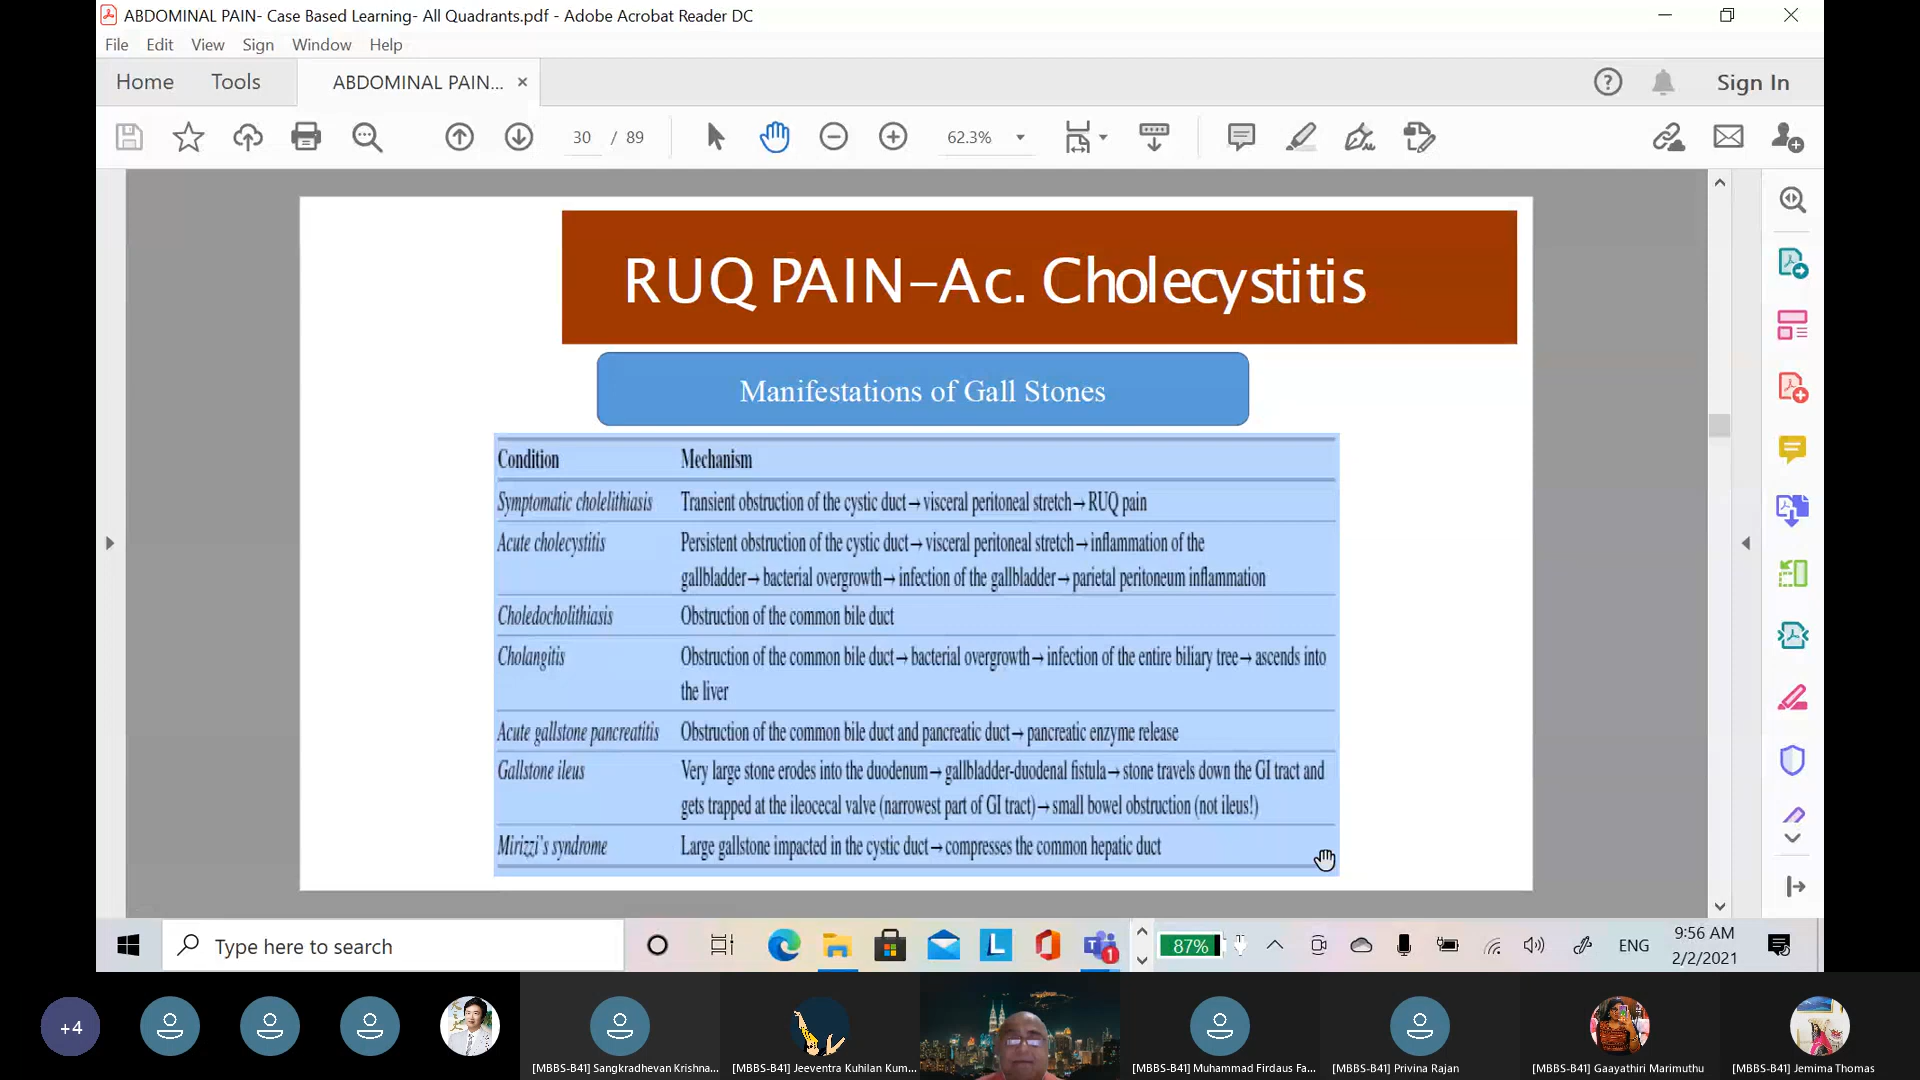 ABDOMINAL PAIN- Case Based Learning- All Quadrants.pdf - Adobe Acrobat Reader DC
File Edit View Sign Window Help
Home Tools ABDOMINAL PAIN... × Sign In
30 / 89 62.3%
RUQ PAIN–Ac. Cholecystitis
Manifestations of Gall Stones
Condition Mechanism
Symptomatic cholelithiasis Transient obstruction of the cystic duct→visceral peritoneal stretch→RUQ pain
Acute cholecystitis Persistent obstruction of the cystic duct→visceral peritoneal stretch→inflammation of the
gallbladder→bacterial overgrowth→infection of the gallbladder→parietal peritoneum inflammation
Choledocholithiasis Obstruction of the common bile duct
Cholangitis Obstruction of the common bile duct→bacterial overgrowth→infection of the entire biliary tree→ascends into
the liver
Acute gallstone pancreatitis Obstruction of the common bile duct and pancreatic duct→pancreatic enzyme release
Gallstone ileus Very large stone erodes into the duodenum→gallbladder-duodenal fistula→stone travels down the GI tract and
gets trapped at the ileocecal valve (narrowest part of GI tract)→small bowel obstruction (not ileus!)
Mirizzi's syndrome Large gallstone impacted in the cystic duct→compresses the common hepatic duct
Type here to search L 1 87% ENG 9:56 AM
2/2/2021
+4
[MBBS-B41] Sangkradhevan Krishna... [MBBS-B41] Jeeventra Kuhilan Kum... [MBBS-B41] Muhammad Firdaus Fa... [MBBS-B41] Privina Rajan [MBBS-B41] Gaayathiri Marimuthu [MBBS-B41] Jemima Thomas